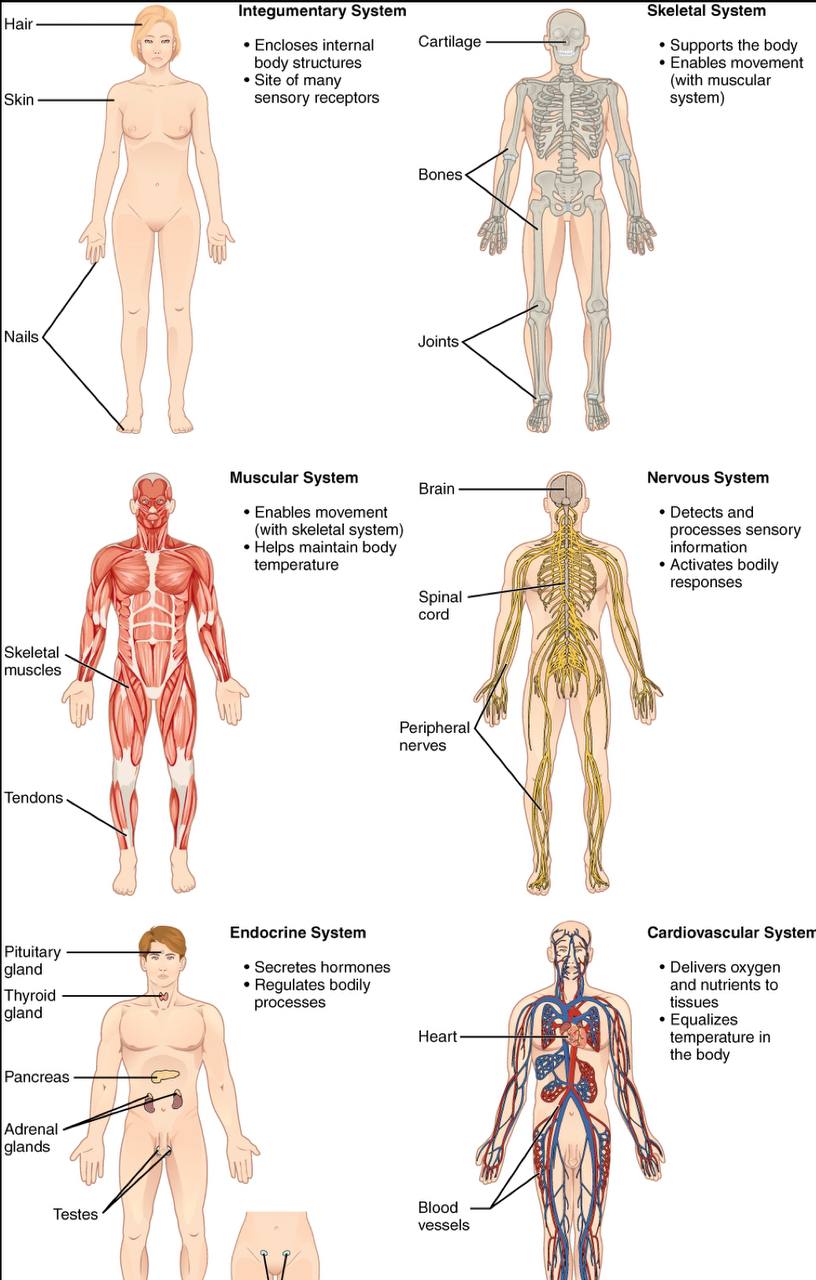 Integumentary System
Hair
• Encloses internal
body structures
• Site of many
sensory receptors
Skin
Nails
Skeletal System
Cartilage
• Supports the body
• Enables movement
(with muscular
system)
Bones
Joints
Muscular System
• Enables movement
(with skeletal system)
• Helps maintain body
temperature
Skeletal
muscles
Tendons
Nervous System
Brain
• Detects and
processes sensory
information
• Activates bodily
responses
Spinal
cord
Peripheral
nerves
Endocrine System
Pituitary
gland
• Secretes hormones
• Regulates bodily
processes
Thyroid
gland
Pancreas
Adrenal
glands
Testes
Cardiovascular System
• Delivers oxygen
and nutrients to
tissues
• Equalizes
temperature in
the body
Heart
Blood
vessels